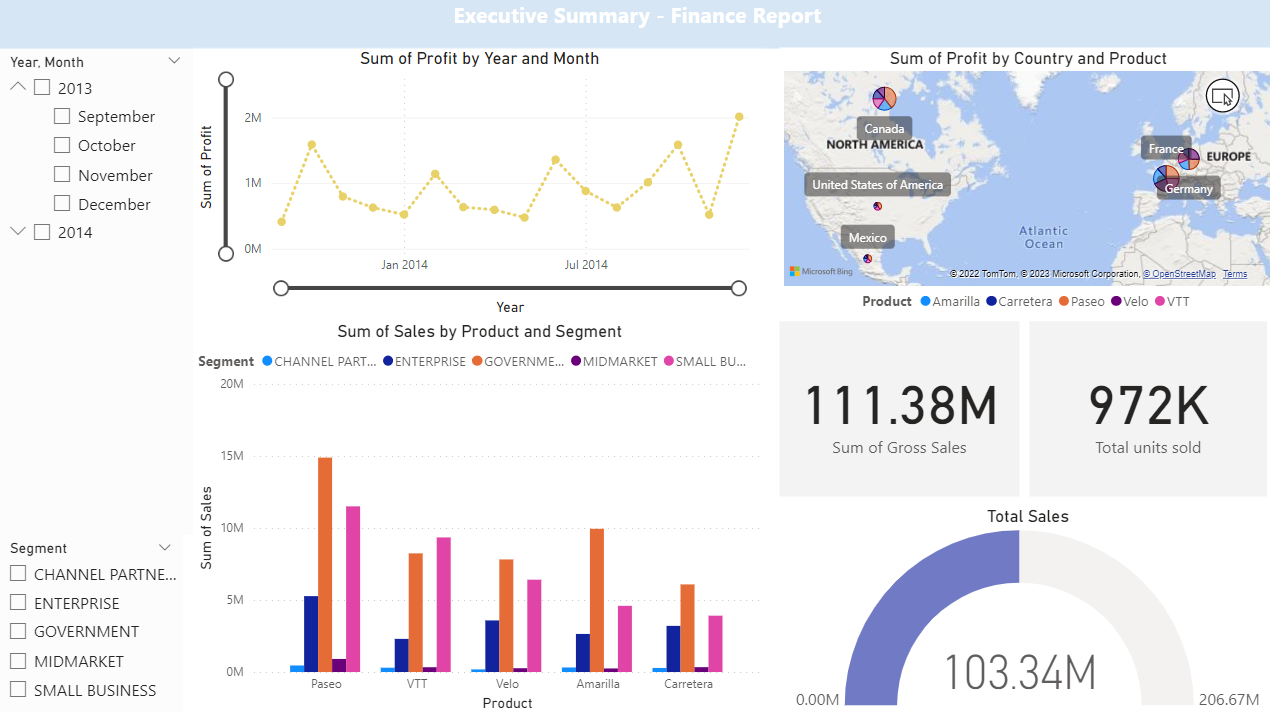 Executive Summary - Finance Report
Year, Month
2013
September
October
November
December
2014
Segment
CHANNEL PARTNE...
ENTERPRISE
GOVERNMENT
MIDMARKET
SMALL BUSINESS
Sum of Profit by Year and Month
Sum of Profit
2M
1M
0M
Jan 2014
Jul 2014
Year
Sum of Sales by Product and Segment
Segment CHANNEL PART... ENTERPRISE GOVERNME... MIDMARKET SMALL BU...
Sum of Sales
20M
15M
10M
5M
0M
Paseo VTT Velo Amarilla Carretera
Product
Sum of Profit by Country and Product
Canada
NORTH AMERICA
United States of America
Mexico
France
EUROPE
Germany
Atlantic
Ocean
Microsoft Bing
© 2022 TomTom, © 2023 Microsoft Corporation, © OpenStreetMap Terms
Product Amarilla Carretera Paseo Velo VTT
111.38M
Sum of Gross Sales
972K
Total units sold
Total Sales
103.34M
0.00M
206.67M